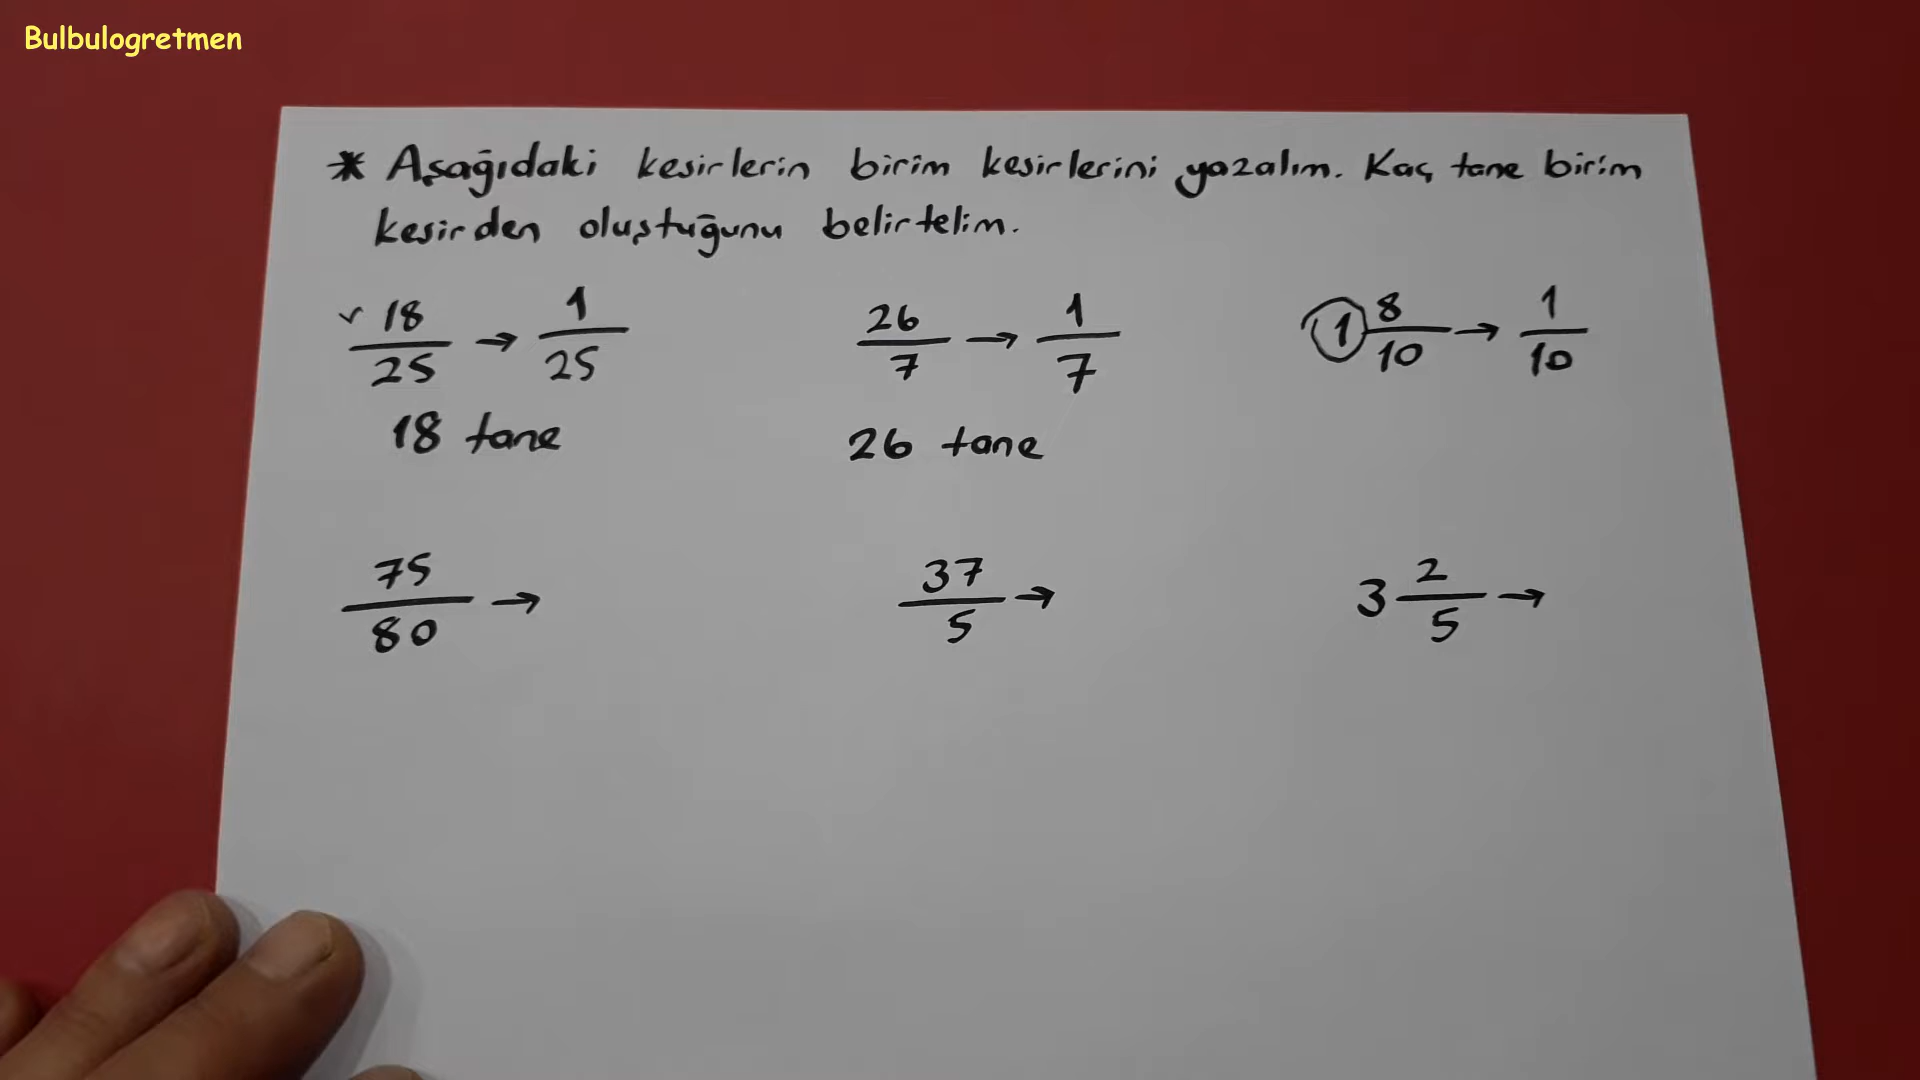 Bulbulogretmen
* Aşağıdaki kesirlerin birim kesirlerini yazalım. Kaç tane birim
kesirden oluştuğunu belirtelim.
✓ 18/25 → 1/25
18 tane
26/7 → 1/7
26 tane
1 8/10 → 1/10
75/80 →
37/5 →
3 2/5 →